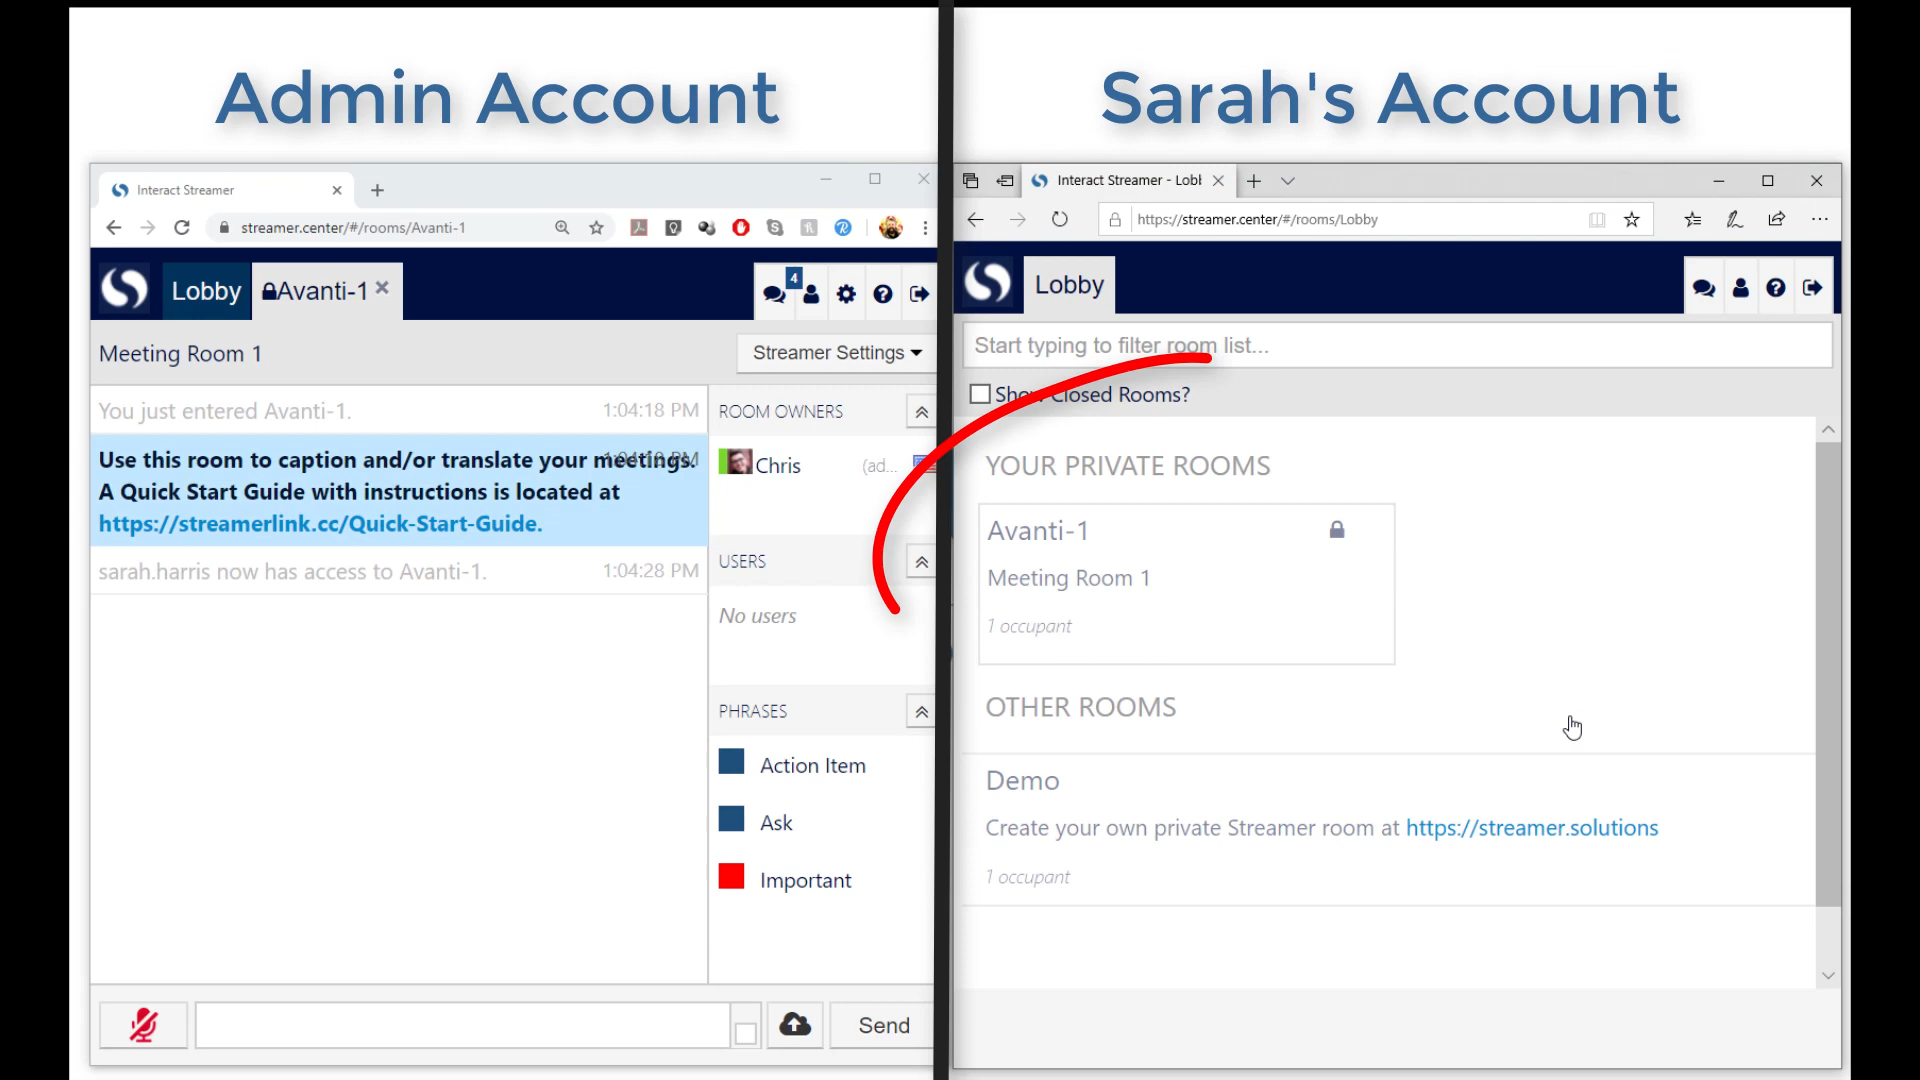 Admin Account
Interact Streamer
streamer.center/#/rooms/Avanti-1
Lobby
Avanti-1
4
Meeting Room 1
Streamer Settings
You just entered Avanti-1.
1:04:18 PM
Use this room to caption and/or translate your meetings.
A Quick Start Guide with instructions is located at
https://streamerlink.cc/Quick-Start-Guide.
sarah.harris now has access to Avanti-1.
1:04:28 PM
ROOM OWNERS
Chris
(ad...
USERS
No users
PHRASES
Action Item
Ask
Important
Send
Sarah's Account
Interact Streamer - Lobl
https://streamer.center/#/rooms/Lobby
Lobby
Start typing to filter room list...
Show Closed Rooms?
YOUR PRIVATE ROOMS
Avanti-1
Meeting Room 1
1 occupant
OTHER ROOMS
Demo
Create your own private Streamer room at https://streamer.solutions
1 occupant